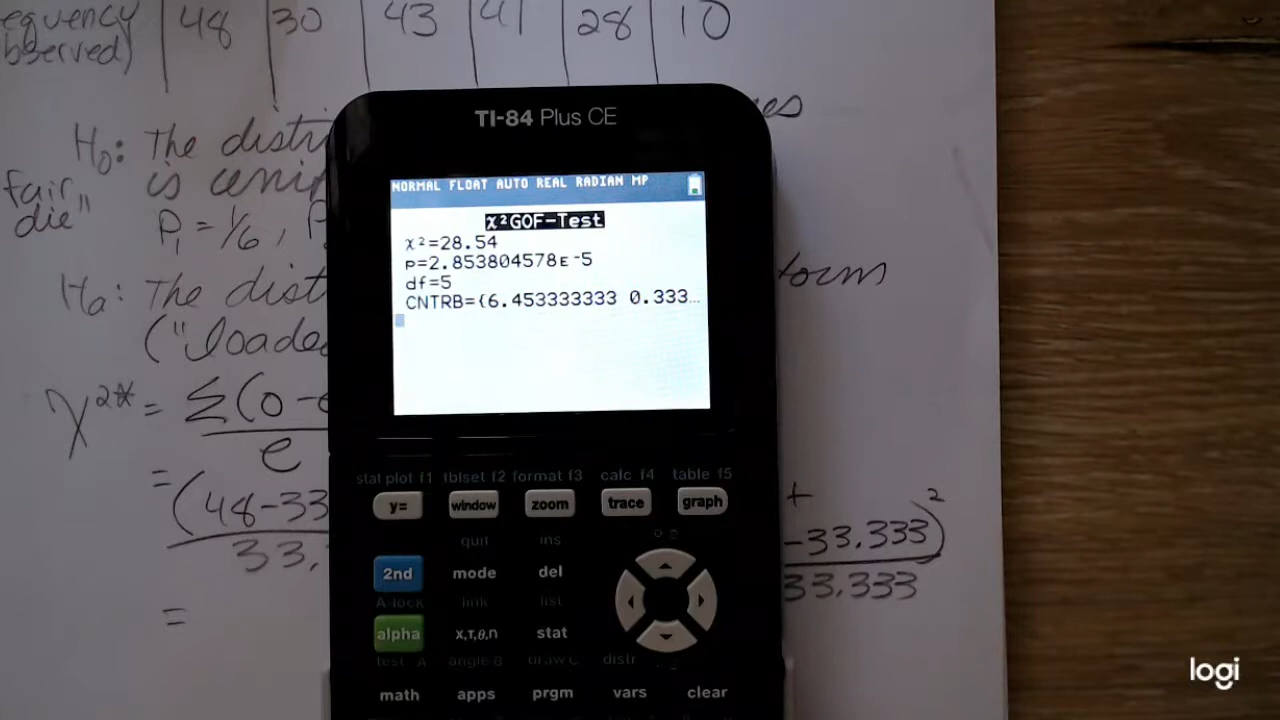 equency | 48 | 30 | 43 | 41 | 28 | 10
bserved)
H₀: The distri
fair is
die" P₁ = 1/6, P
Hₐ: The dist
("loade
χ²* = Σ(o-e
e
= (48-33 + -33.333)²
33. 33.333
=
TI-84 Plus CE
NORMAL FLOAT AUTO REAL RADIAN MP
χ²GOF-Test
χ²=28.54
p=2.853804578E-5
df=5
CNTRB={6.453333333 0.333…
stat plot f1 tblset f2 format f3 calc f4 table f5
y= window zoom trace graph
quit ins
2nd mode del
A-lock link list
alpha x,T,θ,n stat
test A angle B draw C distr
math apps prgm vars clear
logi